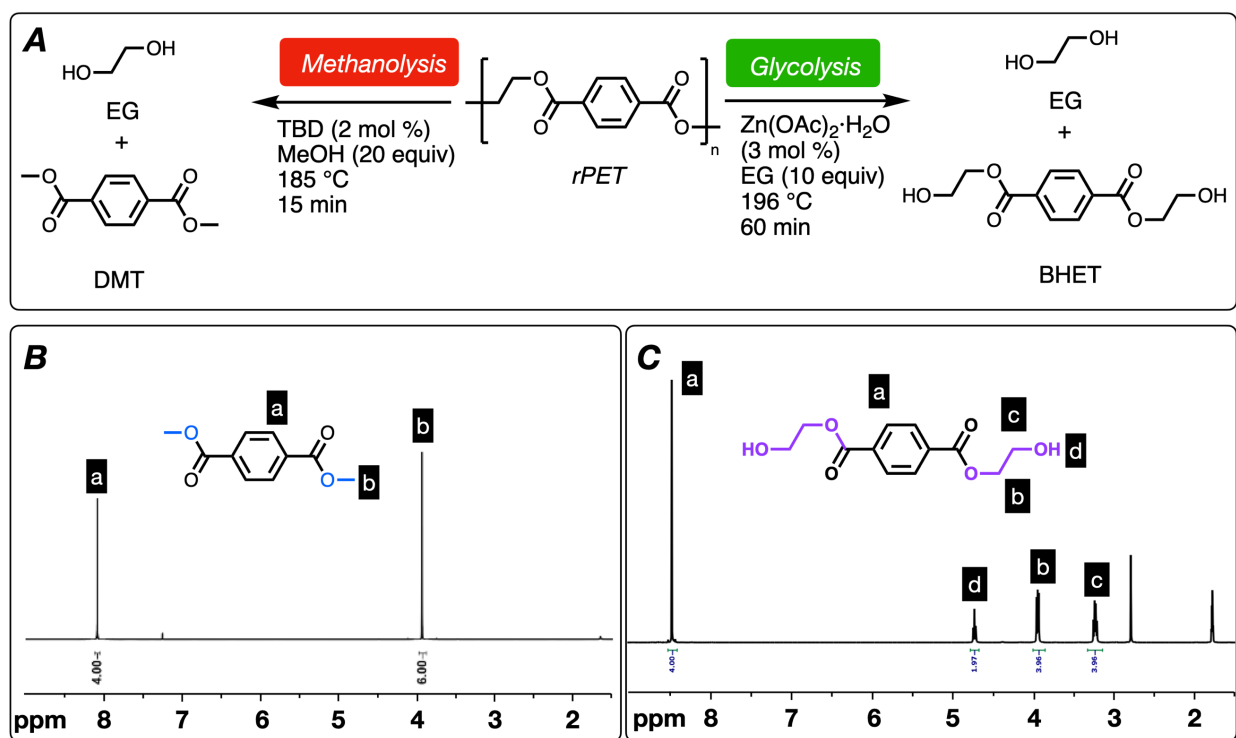 A
OH
HO
EG
+
O
O
O
O
DMT
Methanolysis
TBD (2 mol %)
MeOH (20 equiv)
185 °C
15 min
O
O
O
O
n
rPET
Glycolysis
Zn(OAc)2·H2O
(3 mol %)
EG (10 equiv)
196 °C
60 min
OH
HO
EG
+
HO
O
O
O
O
OH
BHET
B
a
b
a
O
O
O
O
b
4.00
6.00
ppm 8 7 6 5 4 3 2
C
a
a
c
HO
O
O
O
O
OH
d
b
d
b
c
4.00
1.97
3.96
3.96
ppm 8 7 6 5 4 3 2